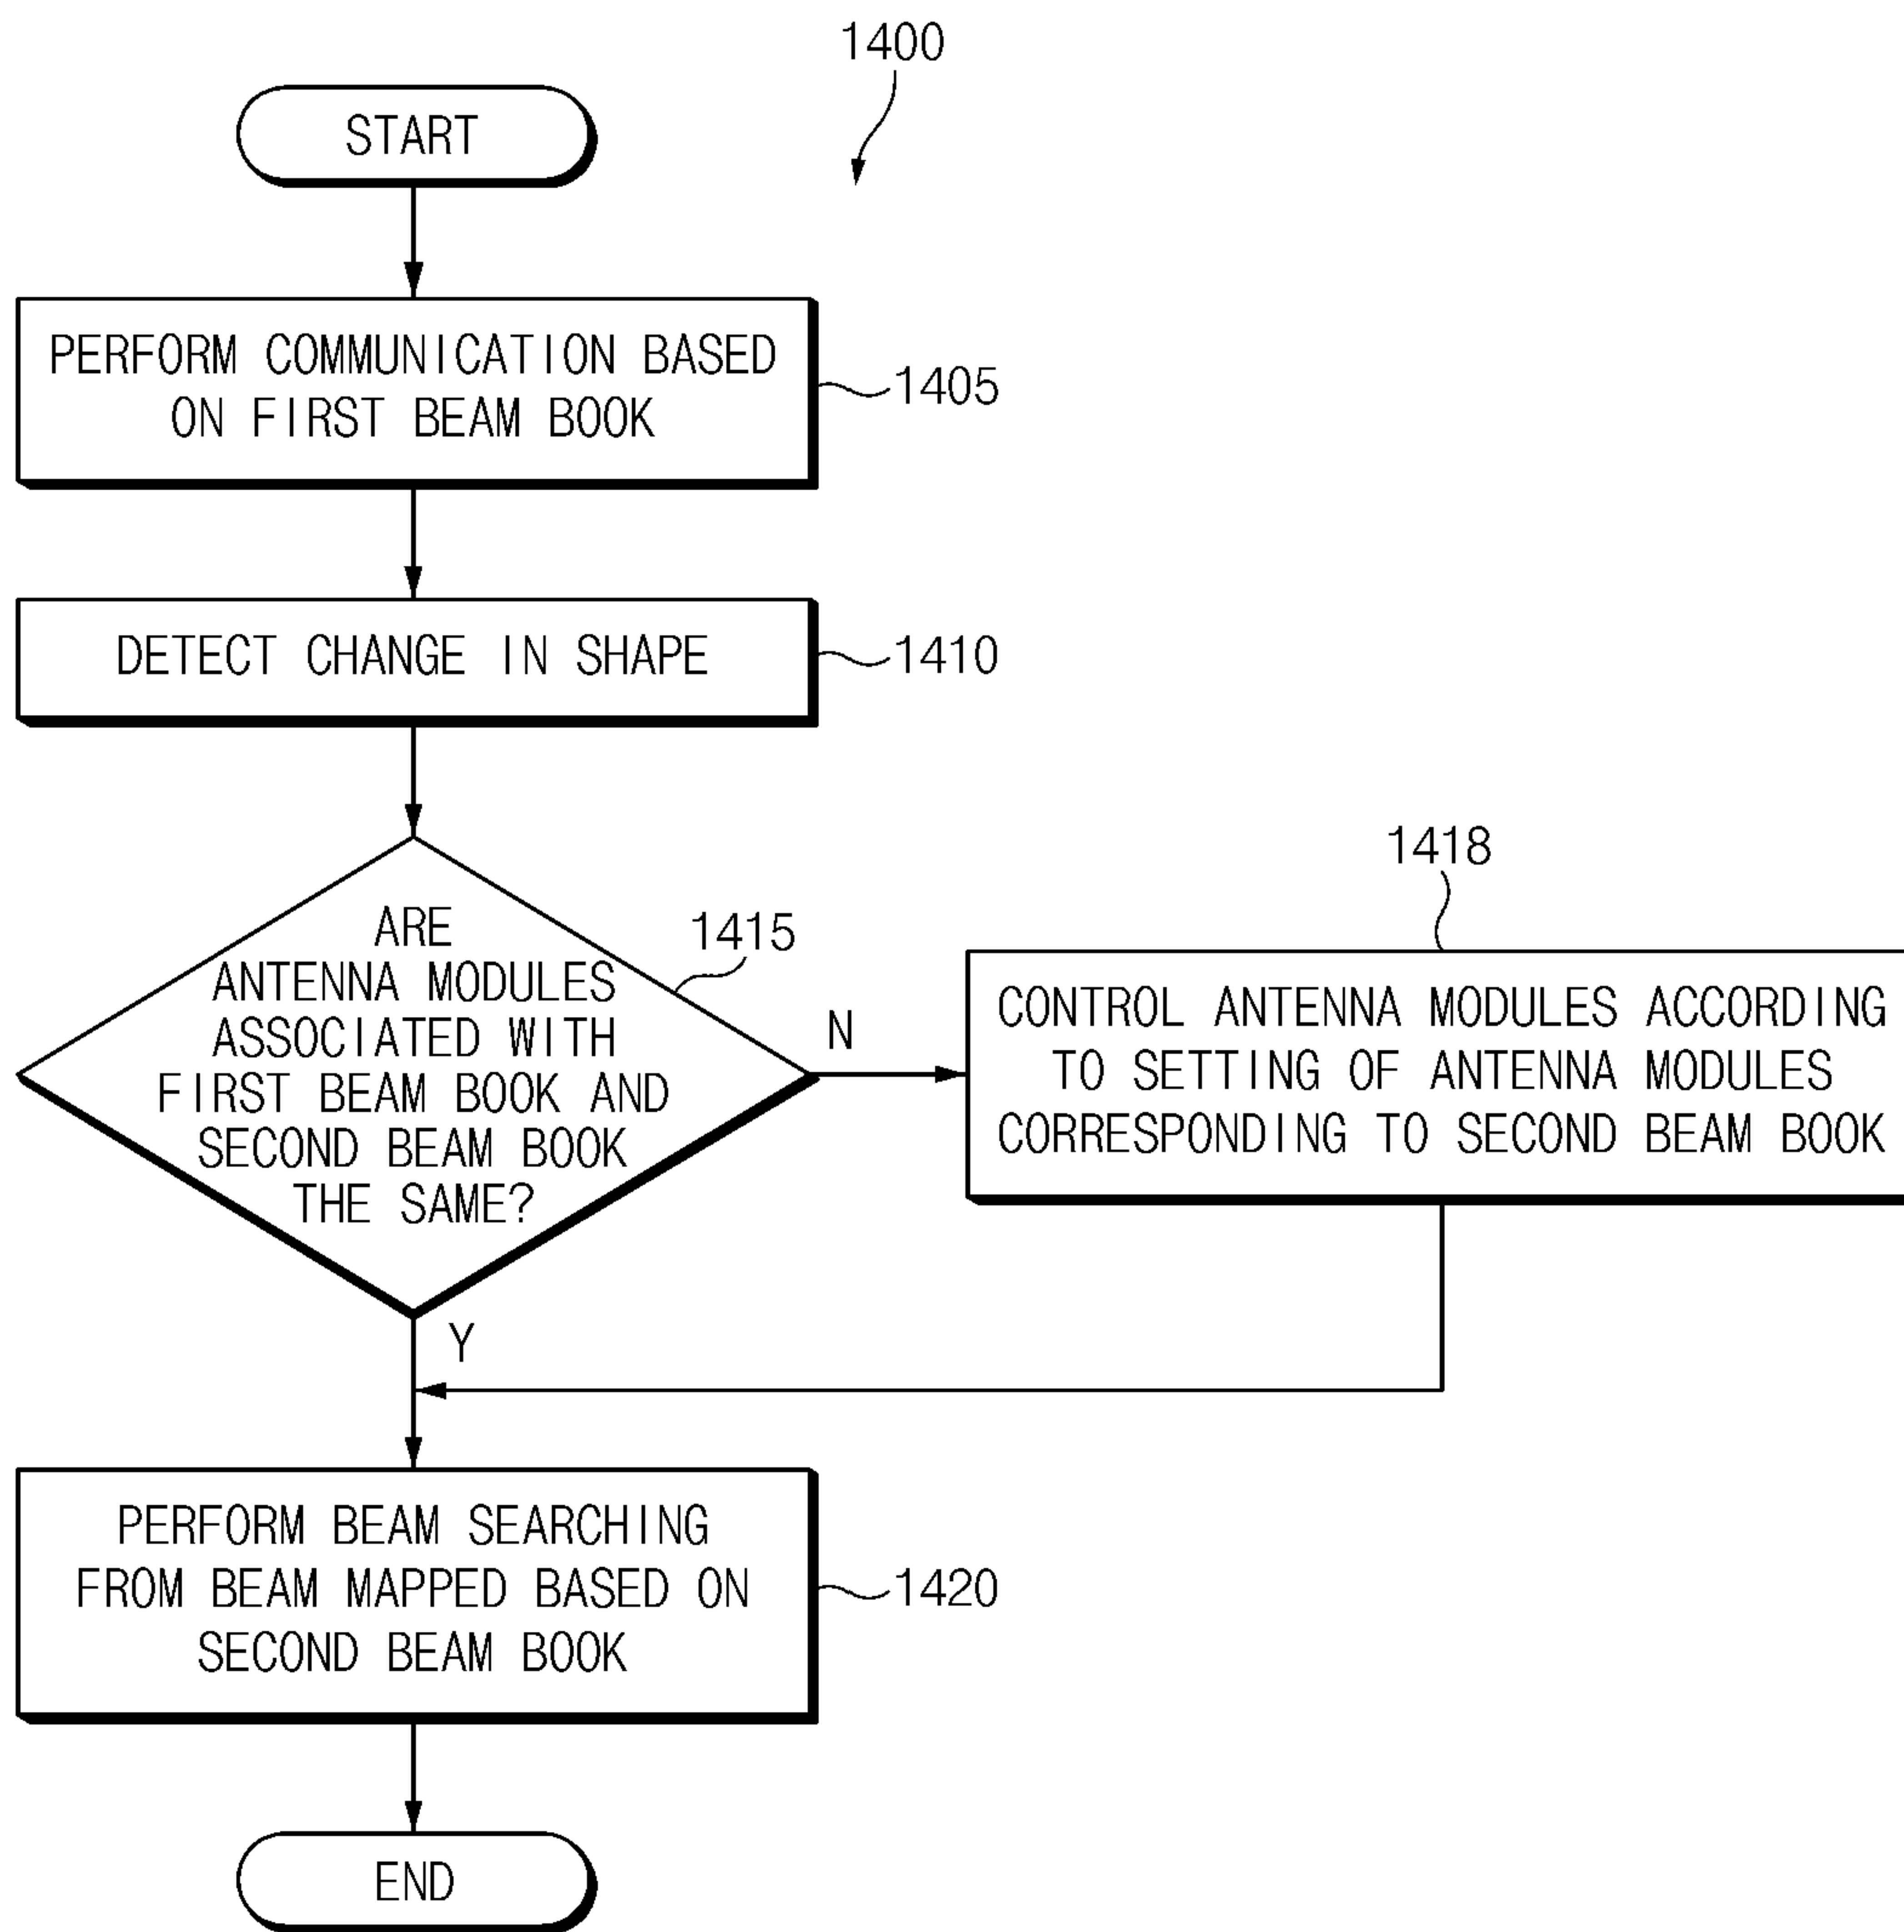 1400
START
PERFORM COMMUNICATION BASED
ON FIRST BEAM BOOK
1405
DETECT CHANGE IN SHAPE
1410
ARE
ANTENNA MODULES
ASSOCIATED WITH
FIRST BEAM BOOK AND
SECOND BEAM BOOK
THE SAME?
1415
N
1418
CONTROL ANTENNA MODULES ACCORDING
TO SETTING OF ANTENNA MODULES
CORRESPONDING TO SECOND BEAM BOOK
Y
PERFORM BEAM SEARCHING
FROM BEAM MAPPED BASED ON
SECOND BEAM BOOK
1420
END